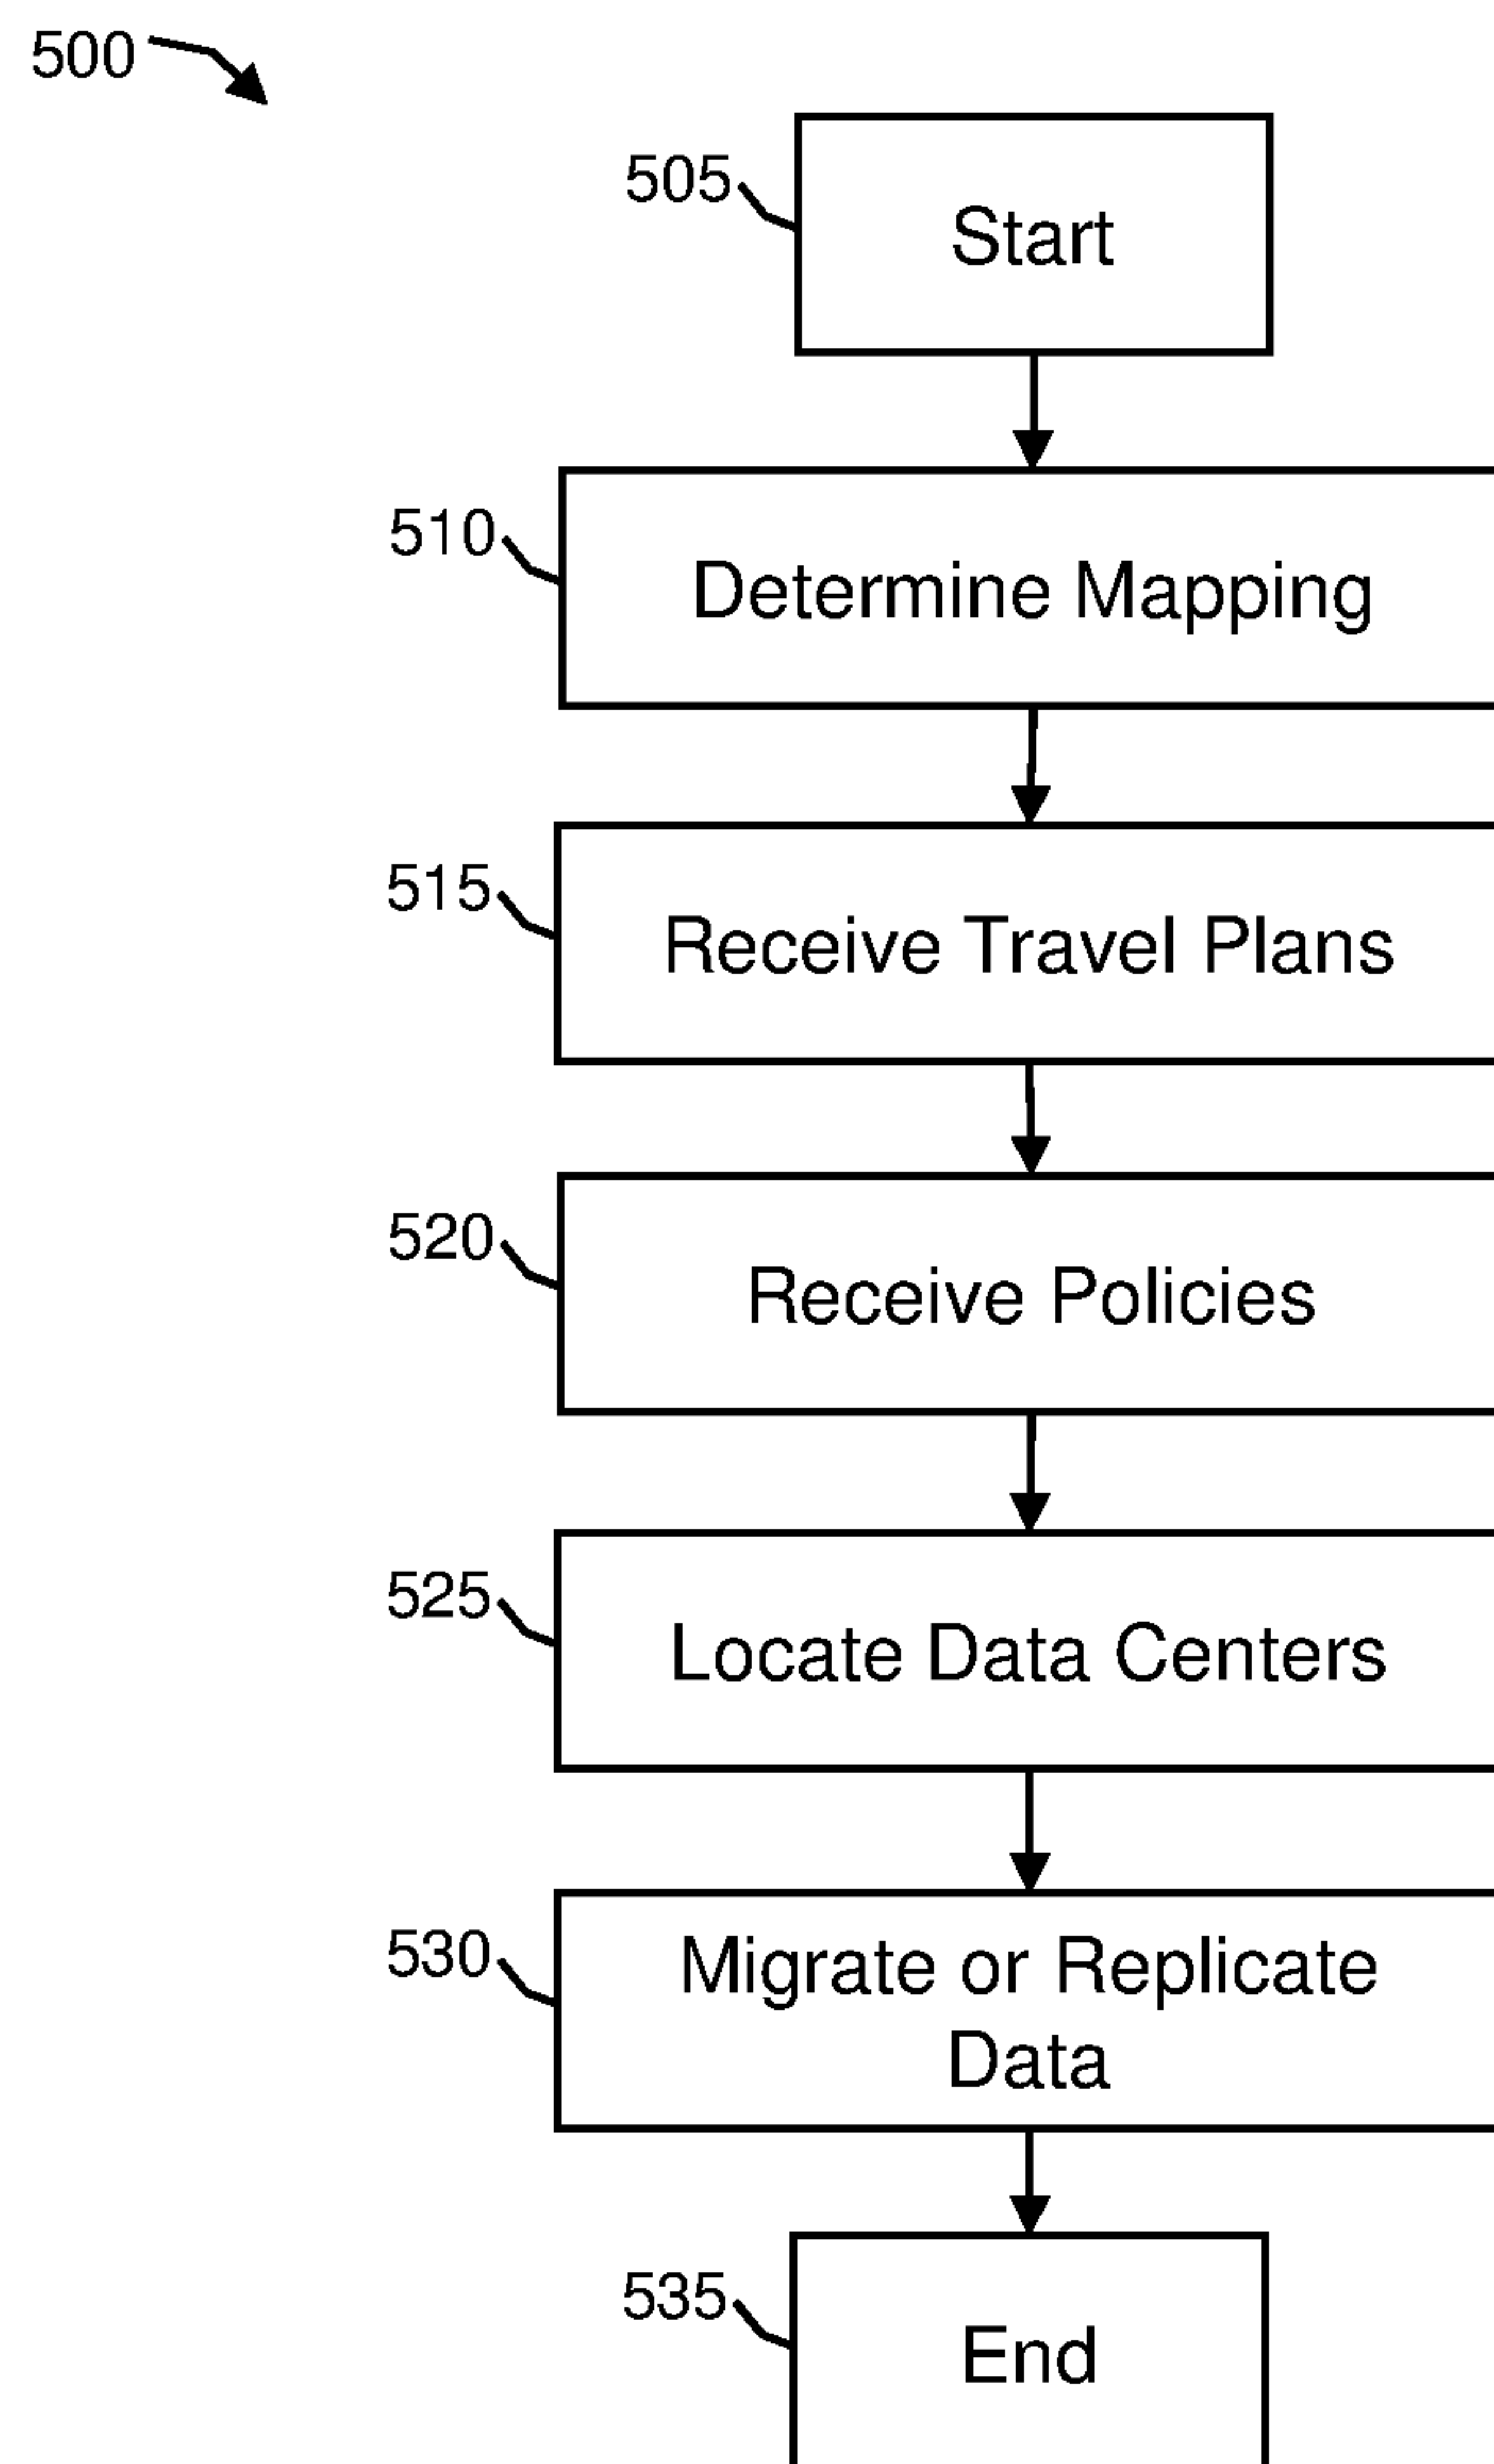 500
505
Start
510
Determine Mapping
515
Receive Travel Plans
520
Receive Policies
525
Locate Data Centers
530
Migrate or Replicate
Data
535
End